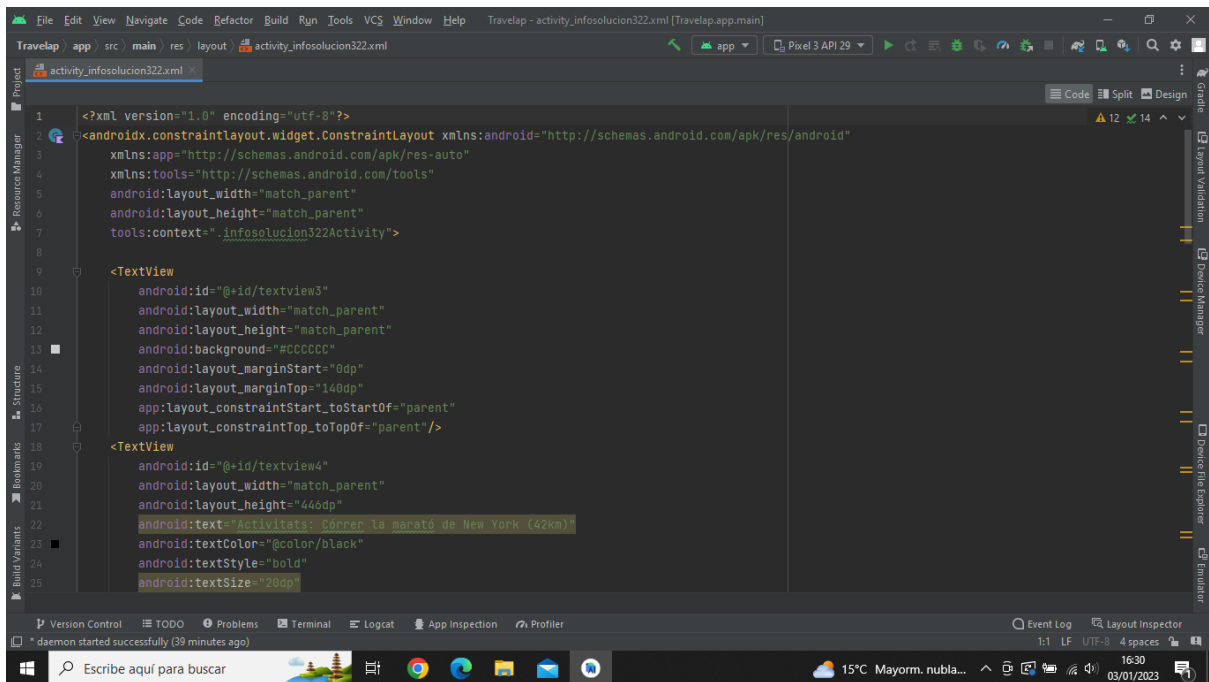 File Edit View Navigate Code Refactor Build Run Tools VCS Window Help Travelap - activity_infosolucion322.xml [Travelap.app.main]
Travelap app src main res layout activity_infosolucion322.xml app Pixel 3 API 29
activity_infosolucion322.xml
Code Split Design
12 14
1 <?xml version="1.0" encoding="utf-8"?>
2 <androidx.constraintlayout.widget.ConstraintLayout xmlns:android="http://schemas.android.com/apk/res/android"
3 xmlns:app="http://schemas.android.com/apk/res-auto"
4 xmlns:tools="http://schemas.android.com/tools"
5 android:layout_width="match_parent"
6 android:layout_height="match_parent"
7 tools:context=".infosolucion322Activity">
8
9 <TextView
10 android:id="@+id/textview3"
11 android:layout_width="match_parent"
12 android:layout_height="match_parent"
13 android:background="#CCCCCC"
14 android:layout_marginStart="0dp"
15 android:layout_marginTop="140dp"
16 app:layout_constraintStart_toStartOf="parent"
17 app:layout_constraintTop_toTopOf="parent"/>
18 <TextView
19 android:id="@+id/textview4"
20 android:layout_width="match_parent"
21 android:layout_height="446dp"
22 android:text="Activitats: Córrer la marató de New York (42km)"
23 android:textColor="@color/black"
24 android:textStyle="bold"
25 android:textSize="20dp"
Project
Resource Manager
Structure
Bookmarks
Build Variants
Gradle
Layout Validation
Device Manager
Device File Explorer
Emulator
Version Control TODO Problems Terminal Logcat App Inspection Profiler Event Log Layout Inspector
* daemon started successfully (39 minutes ago) 1:1 LF UTF-8 4 spaces
Escribe aquí para buscar 15°C Mayorm. nubla... 16:30
03/01/2023
1